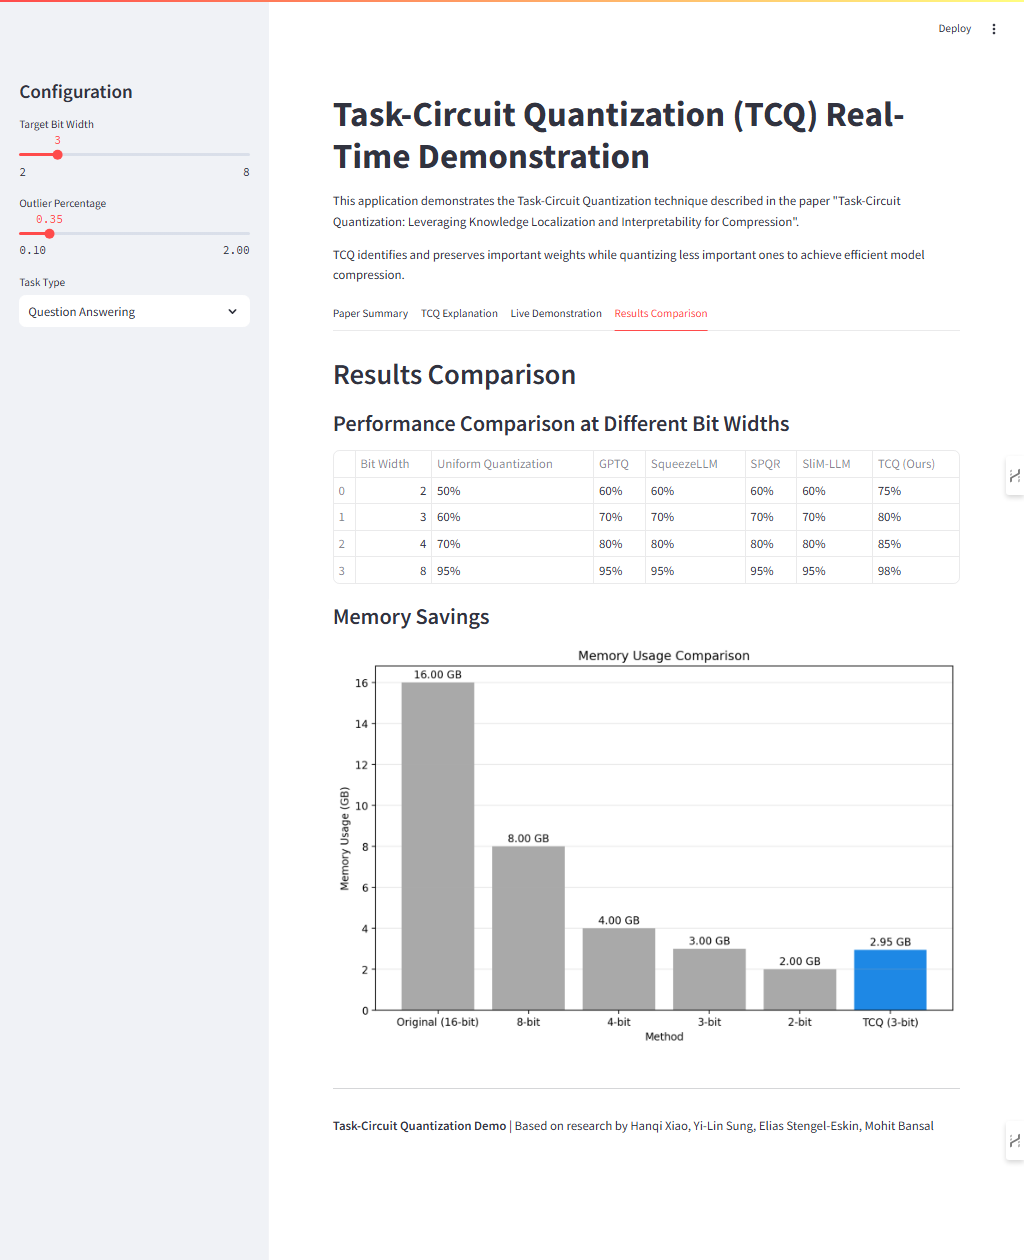 Deploy
Configuration
Target Bit Width
3
2 8
Outlier Percentage
0.35
0.10 2.00
Task Type
Question Answering
Task-Circuit Quantization (TCQ) Real-
Time Demonstration
This application demonstrates the Task-Circuit Quantization technique described in the paper "Task-Circuit
Quantization: Leveraging Knowledge Localization and Interpretability for Compression".
TCQ identifies and preserves important weights while quantizing less important ones to achieve efficient model
compression.
Paper Summary TCQ Explanation Live Demonstration Results Comparison
Results Comparison
Performance Comparison at Different Bit Widths
Bit Width Uniform Quantization GPTQ SqueezeLLM SPQR SliM-LLM TCQ (Ours)
0 2 50% 60% 60% 60% 60% 75%
1 3 60% 70% 70% 70% 70% 80%
2 4 70% 80% 80% 80% 80% 85%
3 8 95% 95% 95% 95% 95% 98%
Memory Savings
Memory Usage Comparison
16.00 GB
8.00 GB
4.00 GB
3.00 GB
2.00 GB
2.95 GB
Memory Usage (GB)
16
14
12
10
8
6
4
2
0
Original (16-bit) 8-bit 4-bit 3-bit 2-bit TCQ (3-bit)
Method
Task-Circuit Quantization Demo | Based on research by Hanqi Xiao, Yi-Lin Sung, Elias Stengel-Eskin, Mohit Bansal